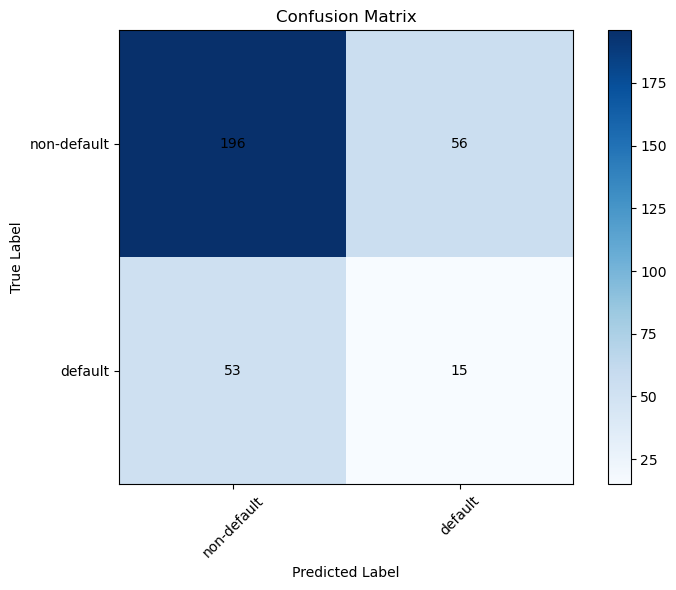 Confusion Matrix
True Label
non-default
196
56
default
53
15
non-default
default
Predicted Label
175
150
125
100
75
50
25